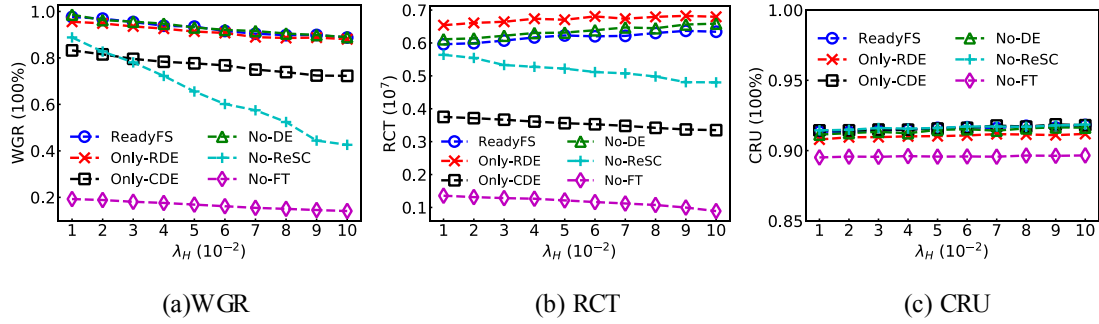 WGR (100%)
1.0
0.8
0.6
0.4
0.2
ReadyFS
Only-RDE
Only-CDE
No-DE
No-ReSC
No-FT
1 2 3 4 5 6 7 8 9 10
λ_H (10⁻²)
(a)WGR
RCT (10⁷)
0.7
0.6
0.5
0.4
0.3
0.2
0.1
ReadyFS
Only-RDE
Only-CDE
No-DE
No-ReSC
No-FT
1 2 3 4 5 6 7 8 9 10
λ_H (10⁻²)
(b) RCT
CRU (100%)
1.00
0.95
0.90
0.85
ReadyFS
Only-RDE
Only-CDE
No-DE
No-ReSC
No-FT
1 2 3 4 5 6 7 8 9 10
λ_H (10⁻²)
(c) CRU